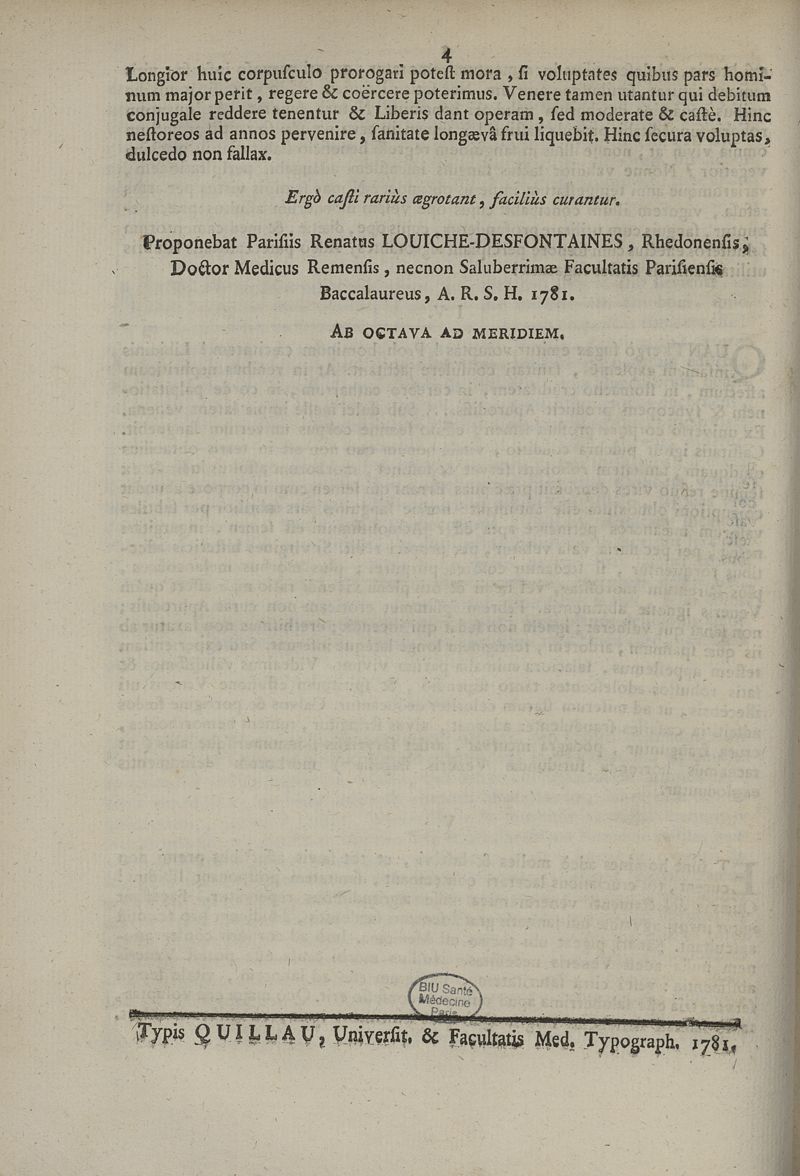 4
Longior huic corpuſculo prorogari poteſt mora , ſi voluptates quibus pars homi-
num major perit , regere & coërcere poterimus. Venere tamen utantur qui debitum
conjugale reddere tenentur & Liberis dant operam , ſed moderate & caſtè. Hinc
neſtoreos ad annos pervenire , ſanitate longævâ frui liquebit. Hinc ſecura voluptas,
dulcedo non fallax.
Ergò caſti rariùs ægrotant , faciliùs curantur.
Proponebat Pariſiis Renatus LOUICHE-DESFONTAINES , Rhedonenſis,
Doctor Medicus Remenſis , necnon Saluberrimæ Facultatis Pariſienſis
Baccalaureus , A. R. S. H. 1781.
AB OCTAVA AD MERIDIEM.
BIU Santé
Médecine
Paris
Typis QUILLAU, Univerſit. & Facultatis Med. Typograph. 1781.